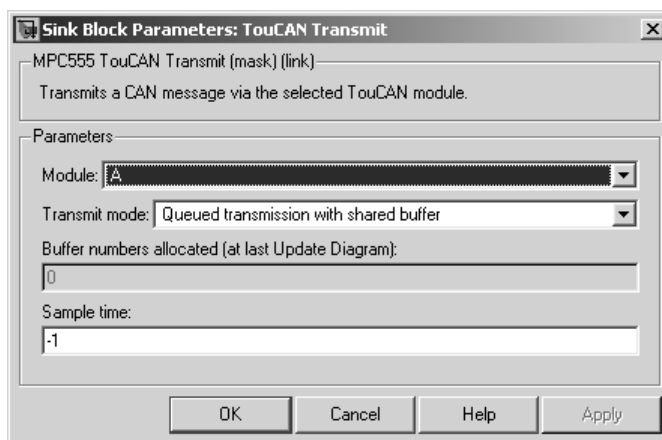 Sink Block Parameters: TouCAN Transmit
MPC555 TouCAN Transmit (mask) (link)
Transmits a CAN message via the selected TouCAN module.
Parameters
Module: A
Transmit mode: Queued transmission with shared buffer
Buffer numbers allocated (at last Update Diagram):
0
Sample time:
-1
OK Cancel Help Apply